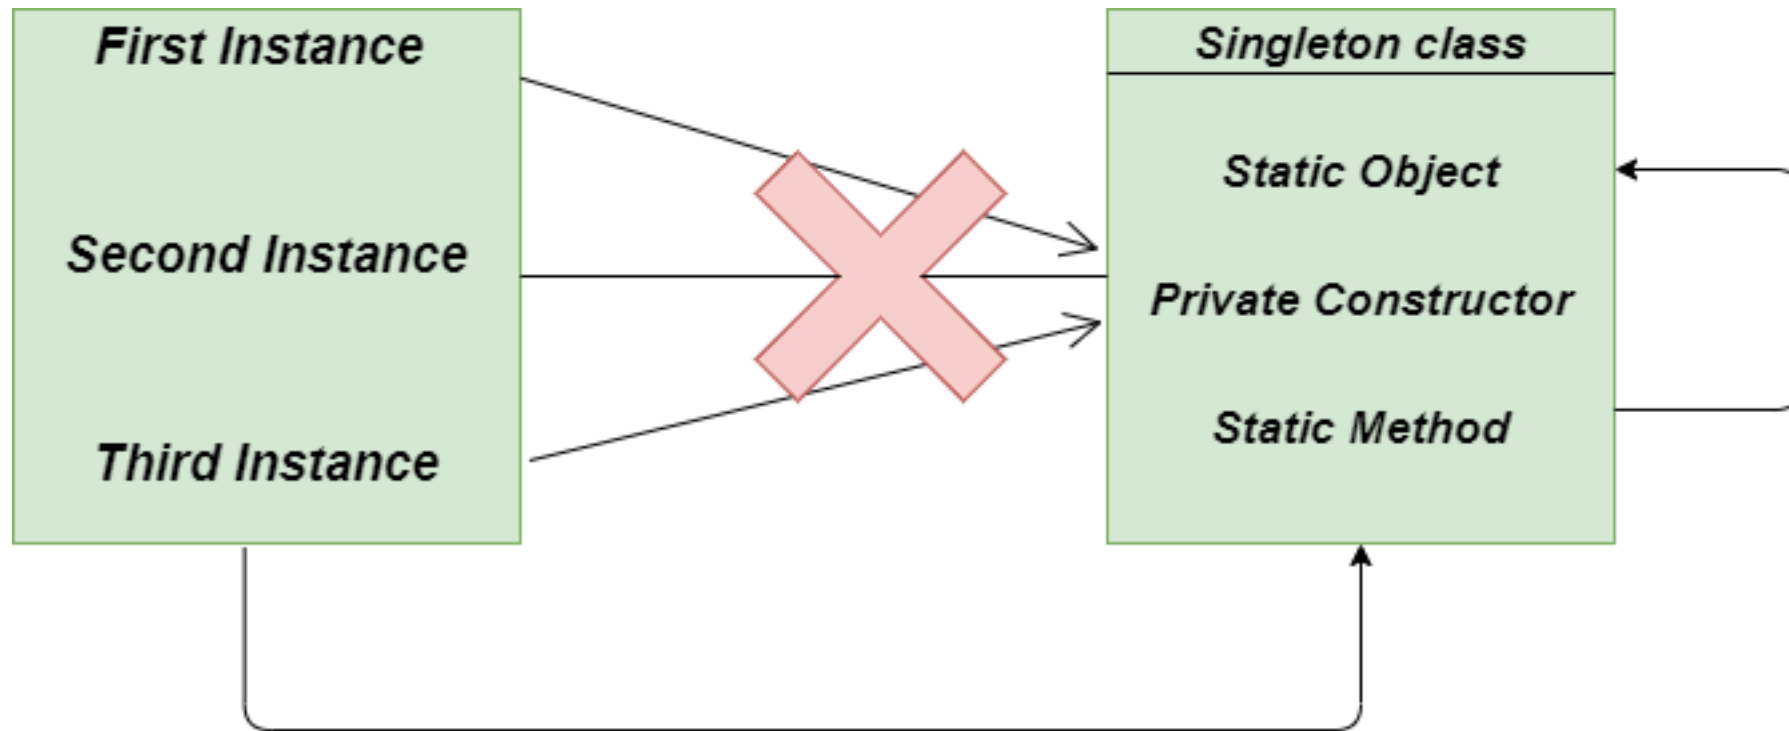 First Instance
Second Instance
Third Instance
Singleton class
Static Object
Private Constructor
Static Method